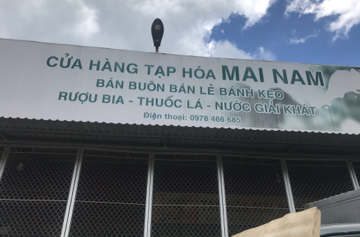 CỬA HÀNG TẠP HÓA MAI NAM
BÁN BUÔN BÁN LẺ BÁNH KẸO
RƯỢU BIA - THUỐC LÁ - NƯỚC GIẢI KHÁT
Điện thoại: 0978 466 665